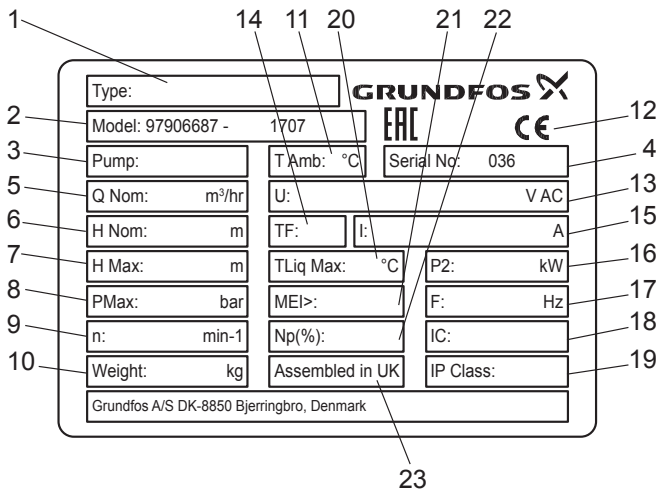 1 14 11 20 21 22
Type: GRUNDFOS
2 Model: 97906687 - 1707 EAC CE 12
3 Pump: T Amb: °C Serial No: 036 4
5 Q Nom: m³/hr U: V AC 13
6 H Nom: m TF: I: A 15
7 H Max: m TLiq Max: °C P2: kW 16
8 PMax: bar MEI>: F: Hz 17
9 n: min-1 Np(%): IC: 18
10 Weight: kg Assembled in UK IP Class: 19
Grundfos A/S DK-8850 Bjerringbro, Denmark
23